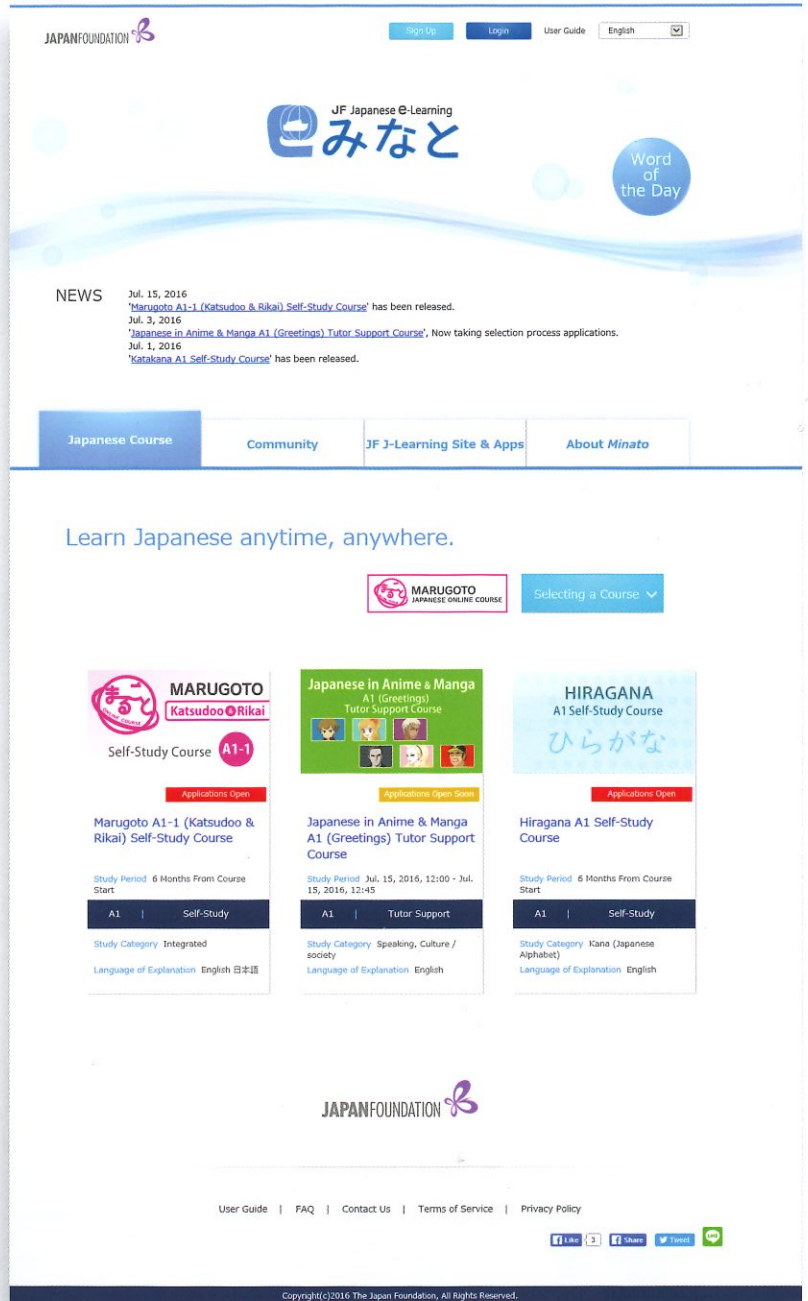 JAPANFOUNDATION
Sign Up
Login
User Guide
English
JF Japanese e-Learning
みなと
Word
of
the Day
NEWS
Jul. 15, 2016
'Marugoto A1-1 (Katsudoo & Rikai) Self-Study Course' has been released.
Jul. 3, 2016
'Japanese in Anime & Manga A1 (Greetings) Tutor Support Course', Now taking selection process applications.
Jul. 1, 2016
'Katakana A1 Self-Study Course' has been released.
Japanese Course
Community
JF J-Learning Site & Apps
About Minato
Learn Japanese anytime, anywhere.
まるごと
MARUGOTO
JAPANESE ONLINE COURSE
Selecting a Course
まるごと
ONLINE COURSE
MARUGOTO
Katsudoo & Rikai
Self-Study Course A1-1
Applications Open
Marugoto A1-1 (Katsudoo &
Rikai) Self-Study Course
Study Period 6 Months From Course
Start
A1 | Self-Study
Study Category Integrated
Language of Explanation English 日本語
Japanese in Anime & Manga
A1 (Greetings)
Tutor Support Course
Applications Open Soon
Japanese in Anime & Manga
A1 (Greetings) Tutor Support
Course
Study Period Jul. 15, 2016, 12:00 - Jul.
15, 2016, 12:45
A1 | Tutor Support
Study Category Speaking, Culture /
society
Language of Explanation English
HIRAGANA
A1 Self-Study Course
ひらがな
Applications Open
Hiragana A1 Self-Study
Course
Study Period 6 Months From Course
Start
A1 | Self-Study
Study Category Kana (Japanese
Alphabet)
Language of Explanation English
JAPANFOUNDATION
User Guide | FAQ | Contact Us | Terms of Service | Privacy Policy
Like 3
Share
Tweet
LINE
Copyright(c)2016 The Japan Foundation, All Rights Reserved.